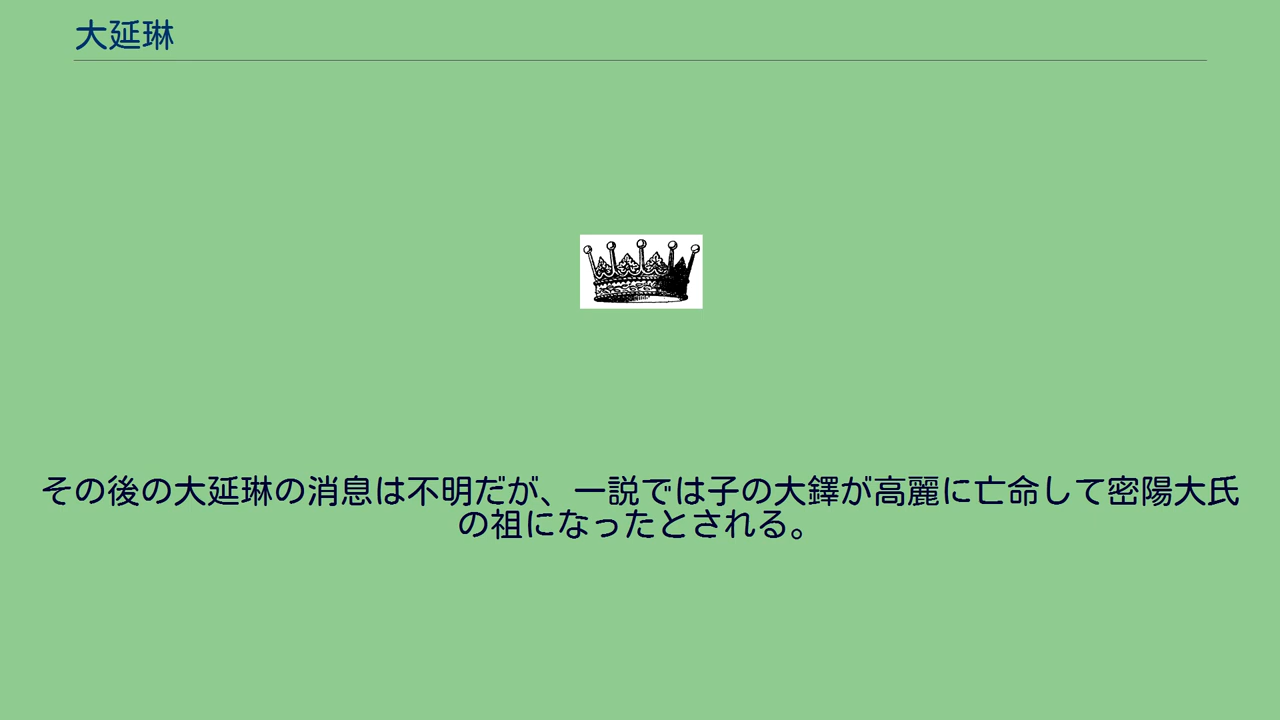 大延琳
その後の大延琳の消息は不明だが、一説では子の大鐸が高麗に亡命して密陽大氏
の祖になったとされる。